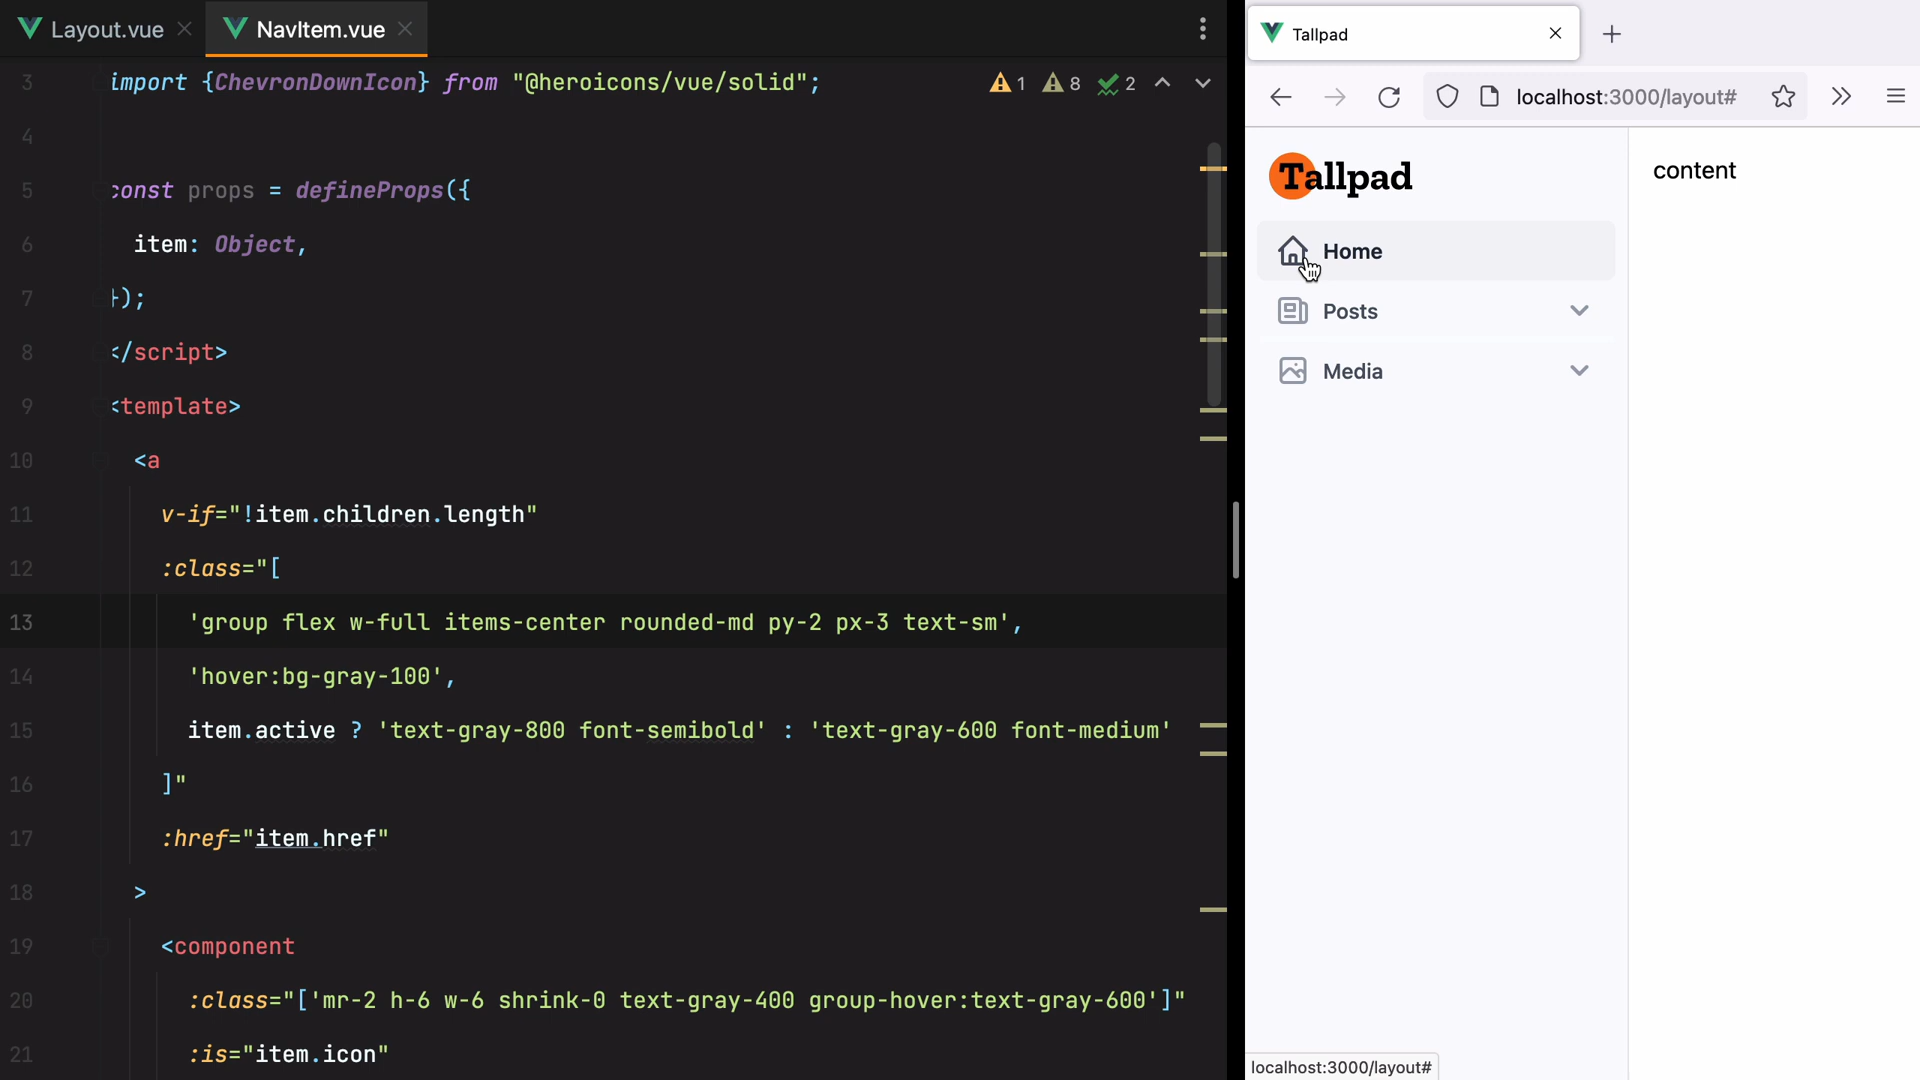 Layout.vue
NavItem.vue
3 import {ChevronDownIcon} from "@heroicons/vue/solid";
1 8 2
4
5 const props = defineProps({
6 item: Object,
7 });
8 </script>
9 <template>
10 <a
11 v-if="!item.children.length"
12 :class="[
13 'group flex w-full items-center rounded-md py-2 px-3 text-sm',
14 'hover:bg-gray-100',
15 item.active ? 'text-gray-800 font-semibold' : 'text-gray-600 font-medium'
16 ]"
17 :href="item.href"
18 >
19 <component
20 :class="['mr-2 h-6 w-6 shrink-0 text-gray-400 group-hover:text-gray-600']"
21 :is="item.icon"
Tallpad
localhost:3000/layout#
Tallpad
content
Home
Posts
Media
localhost:3000/layout#